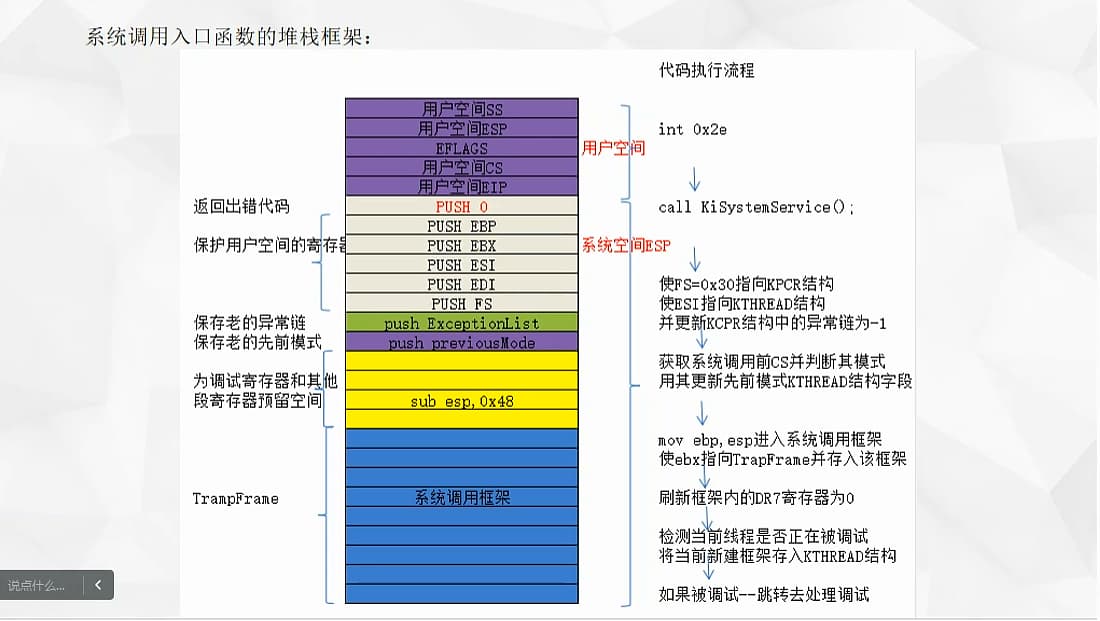 系统调用入口函数的堆栈框架：
代码执行流程
用户空间SS
用户空间ESP
EFLAGS
用户空间CS
用户空间EIP
用户空间
int 0x2e
返回出错代码
PUSH 0
call KiSystemService();
PUSH EBP
保护用户空间的寄存器
PUSH EBX
系统空间ESP
PUSH ESI
PUSH EDI
PUSH FS
使FS=0x30指向KPCR结构
使ESI指向KTHREAD结构
并更新KCPR结构中的异常链为-1
保存老的异常链
push ExceptionList
保存老的先前模式
push previousMode
获取系统调用前CS并判断其模式
用其更新先前模式KTHREAD结构字段
为调试寄存器和其他
段寄存器预留空间
sub esp,0x48
mov ebp,esp进入系统调用框架
使ebx指向TrapFrame并存入该框架
TrampFrame
系统调用框架
刷新框架内的DR7寄存器为0
检测当前线程是否正在被调试
将当前新建框架存入KTHREAD结构
如果被调试--跳转去处理调试
说点什么...